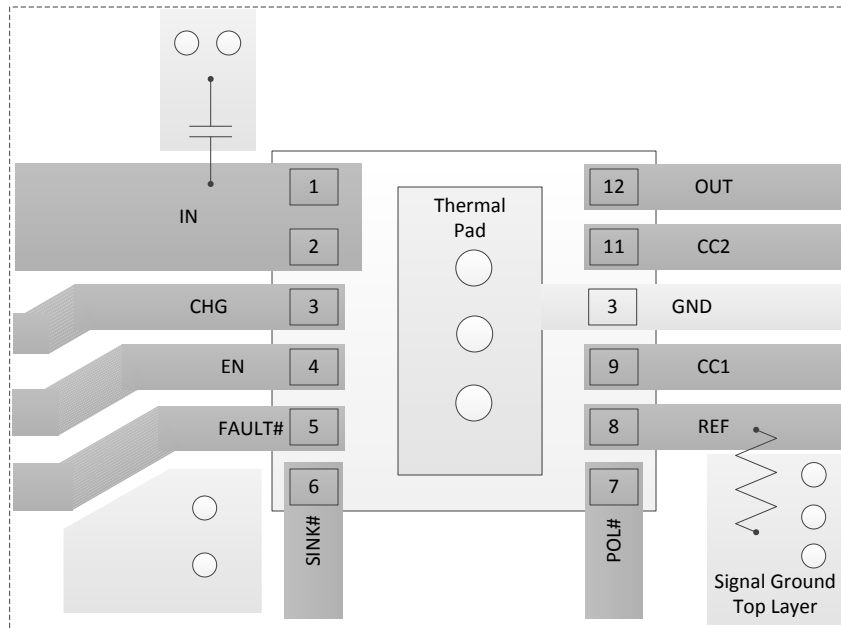 1
12
OUT
IN
Thermal
Pad
2
11
CC2
CHG
3
3
GND
EN
4
9
CC1
FAULT#
5
8
REF
6
7
SINK#
POL#
Signal Ground
Top Layer